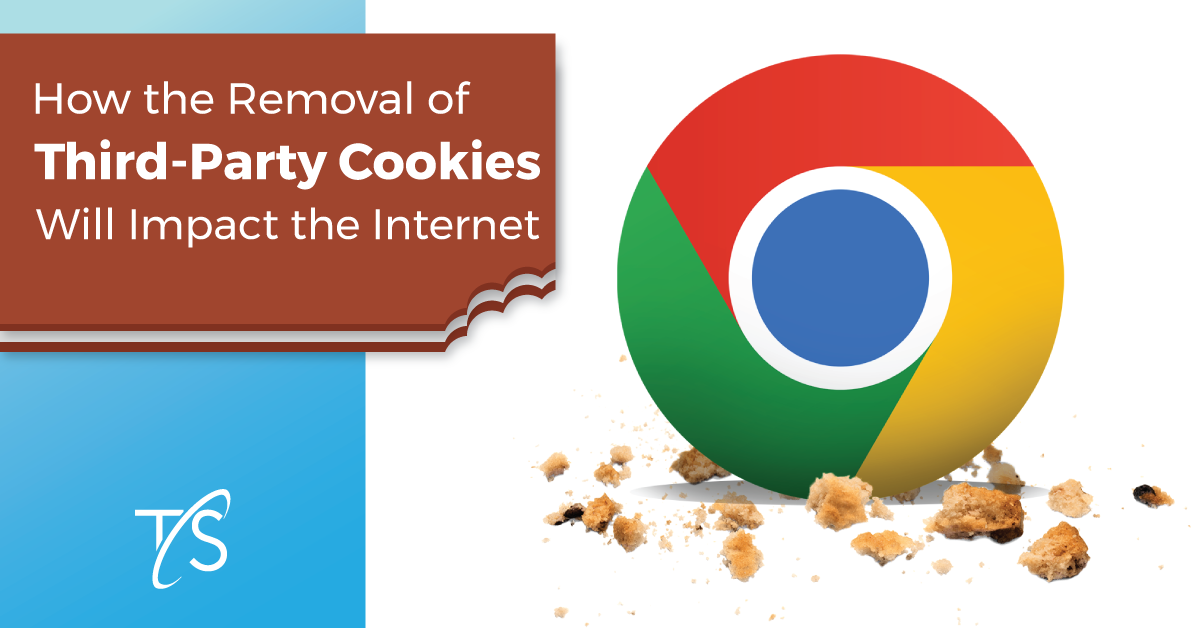 How the Removal of
Third-Party Cookies
Will Impact the Internet
TS